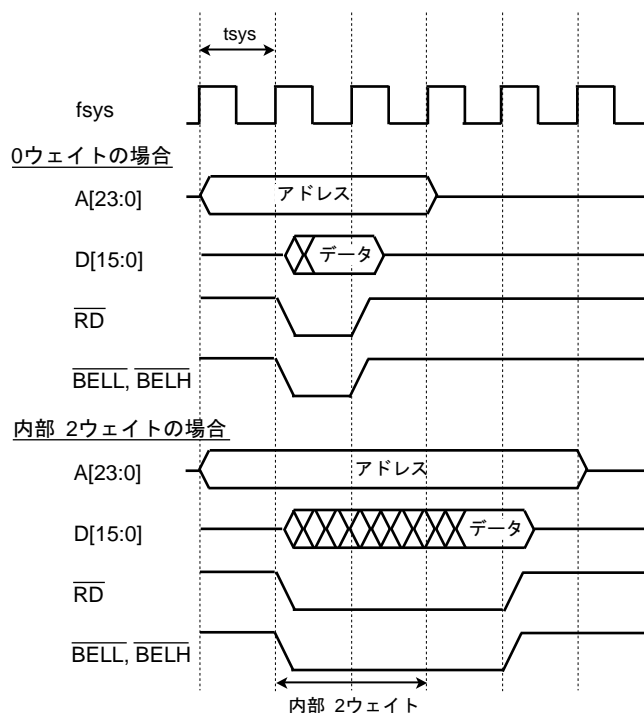 tsys
fsys
0ウェイトの場合
A[23:0]
アドレス
D[15:0]
データ
RD
BELL, BELH
内部 2ウェイトの場合
A[23:0]
アドレス
D[15:0]
データ
RD
BELL, BELH
内部 2ウェイト